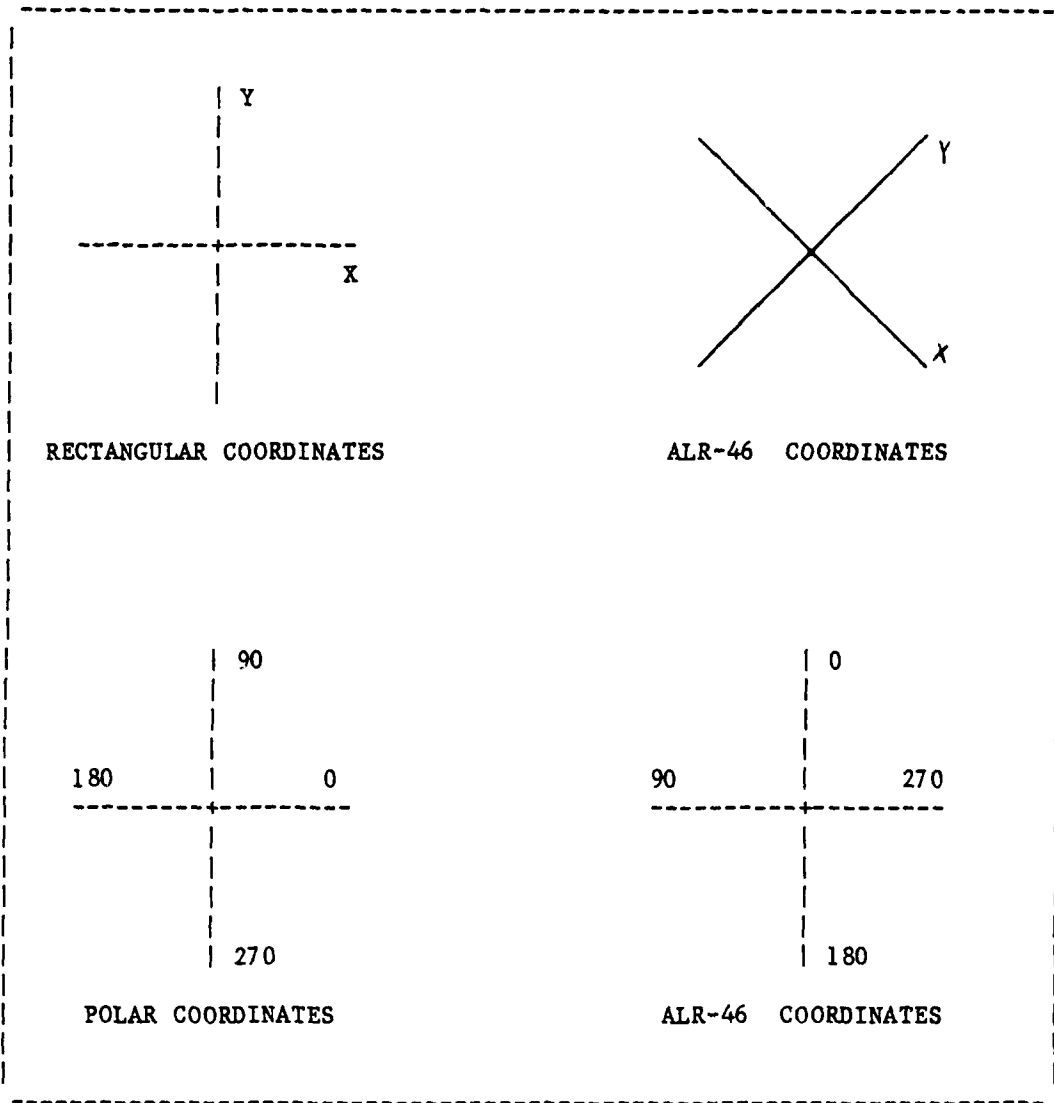 Y
Y
X
X
RECTANGULAR COORDINATES
ALR-46 COORDINATES
90
0
180 0
90 270
270
180
POLAR COORDINATES
ALR-46 COORDINATES